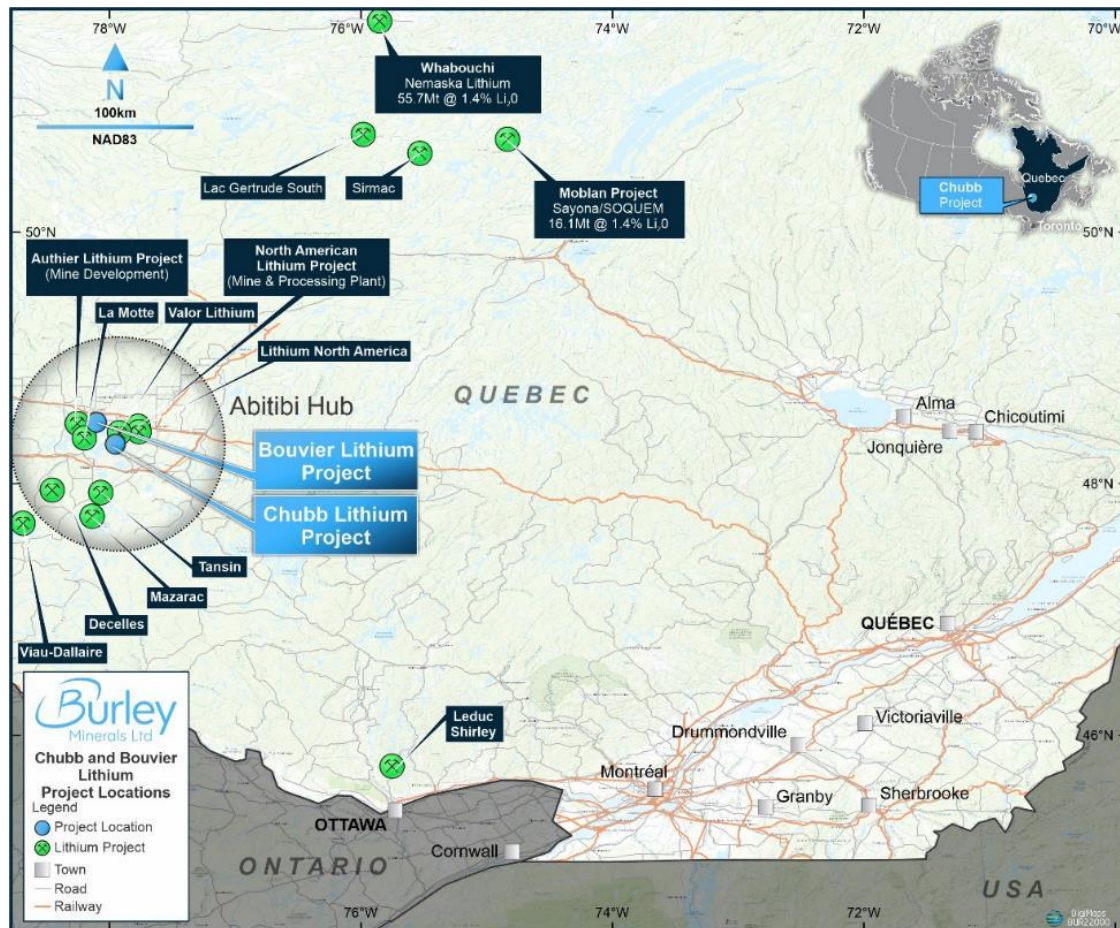 78°W
76°W
74°W
72°W
70°W
N
100km
NAD83
Whabouchi
Nemaska Lithium
55.7Mt @ 1.4% Li₂0
Lac Gertrude South
Sirmac
Moblan Project
Sayona/SOQUEM
16.1Mt @ 1.4% Li₂0
Quebec
Chubb
Project
Toronto
50°N
50°N
Authier Lithium Project
(Mine Development)
North American
Lithium Project
(Mine & Processing Plant)
La Motte
Valor Lithium
Lithium North America
QUEBEC
Abitibi Hub
Bouvier Lithium
Project
Chubb Lithium
Project
Alma
Chicoutimi
Jonquière
48°N
48°N
Tansin
Mazarac
Decelles
Viau-Dallaire
QUÉBEC
Leduc
Shirley
Drummondville
Victoriaville
46°N
Montréal
Granby
Sherbrooke
OTTAWA
Cornwall
ONTARIO
USA
Burley
Minerals Ltd
Chubb and Bouvier
Lithium
Project Locations
Legend
Project Location
Lithium Project
Town
Road
Railway
76°W
74°W
72°W
DigiMaps
BUR22000